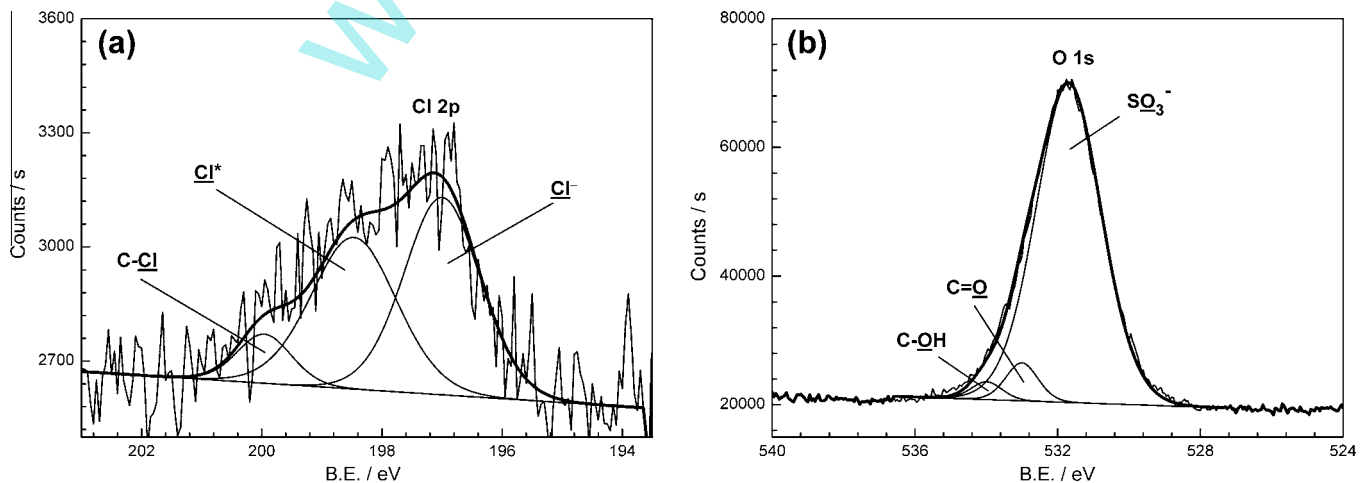 (a)
Cl 2p
Cl*
Cl⁻
C-Cl
Counts / s
3600
3300
3000
2700
202
200
198
196
194
B.E. / eV
W
(b)
O 1s
SO₃⁻
C=O
C-OH
Counts / s
80000
60000
40000
20000
540
536
532
528
524
B.E. / eV